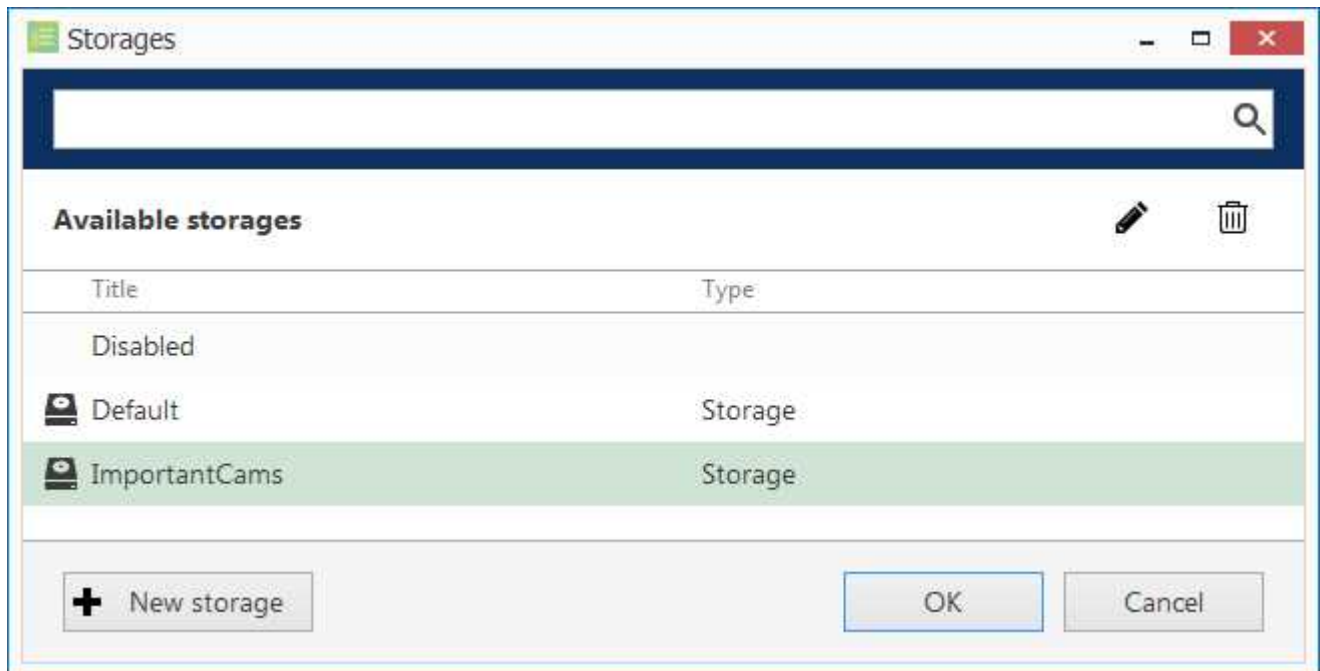 Storages
Available storages
Title Type
Disabled
Default Storage
ImportantCams Storage
New storage OK Cancel